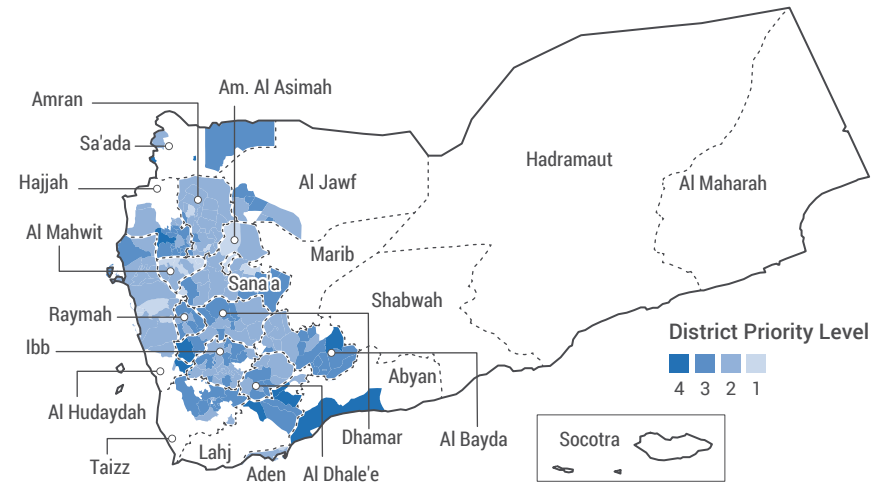 Am. Al Asimah
Amran
Sa'ada
Hajjah
Al Jawf
Hadramaut
Al Maharah
Al Mahwit
Marib
Sana'a
Shabwah
Raymah
District Priority Level
4 3 2 1
Ibb
Abyan
Al Hudaydah
Dhamar
Al Bayda
Socotra
Taizz
Lahj
Aden
Al Dhale'e